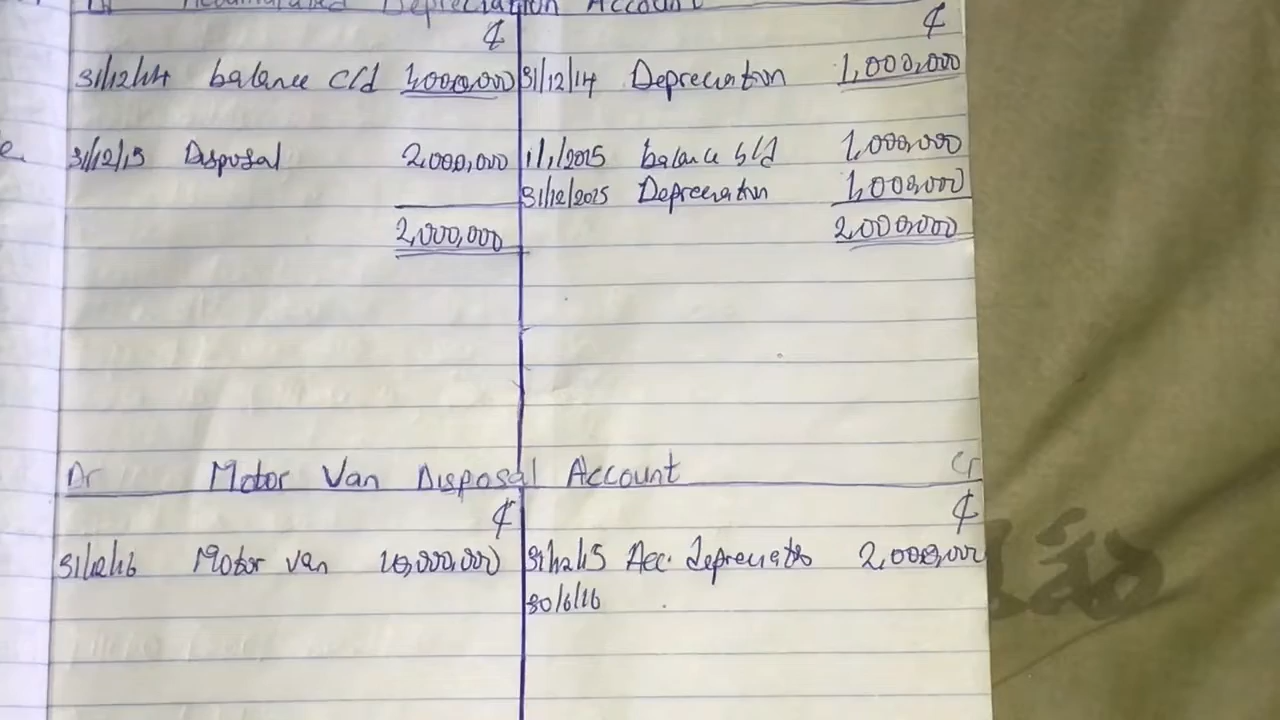 Accumulated Depreciation Account
₵ ₵
31/12/14 balance c/d 1,000,000 31/12/14 Depreciation 1,000,000
31/12/15 Disposal 2,000,000 1/1/2015 balance b/d 1,000,000
31/12/2015 Depreciation 1,000,000
2,000,000 2,000,000
Dr Motor Van Disposal Account Cr
₵ ₵
31/12/16 Motor van 10,000,000 31/12/15 Acc. depreciatn 2,000,000
30/6/16